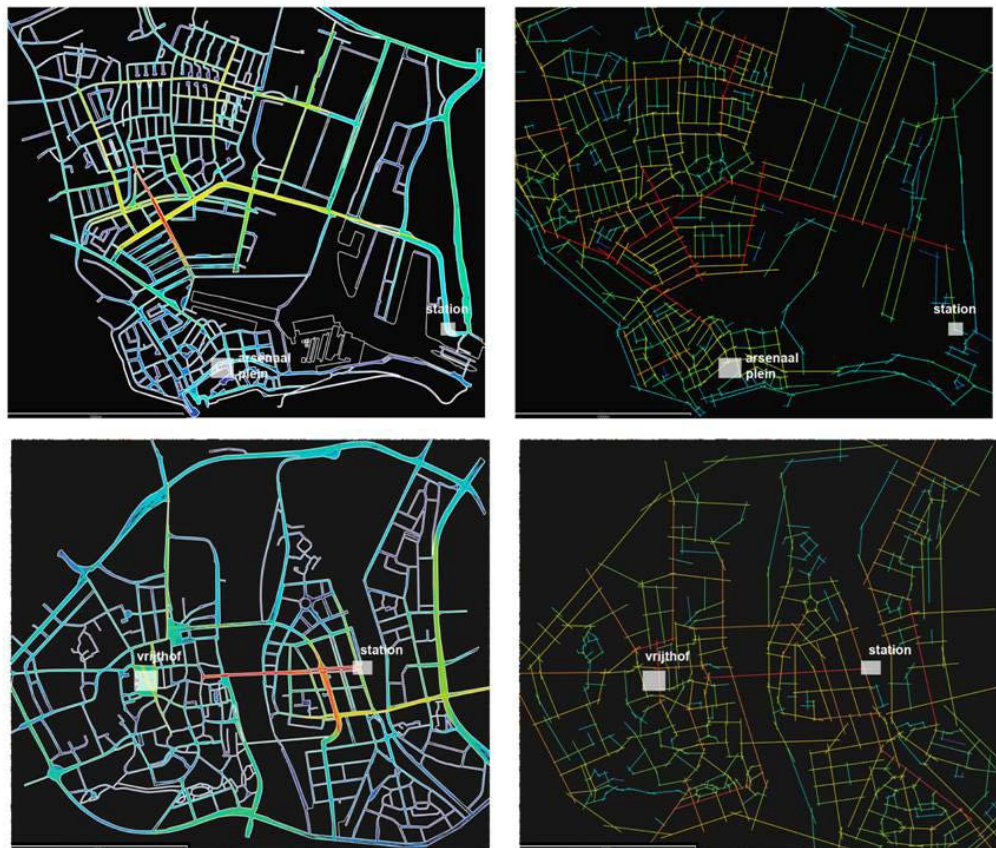 station
arsenaal
plein
station
arsenaal
plein
vrijthof
station
vrijthof
station